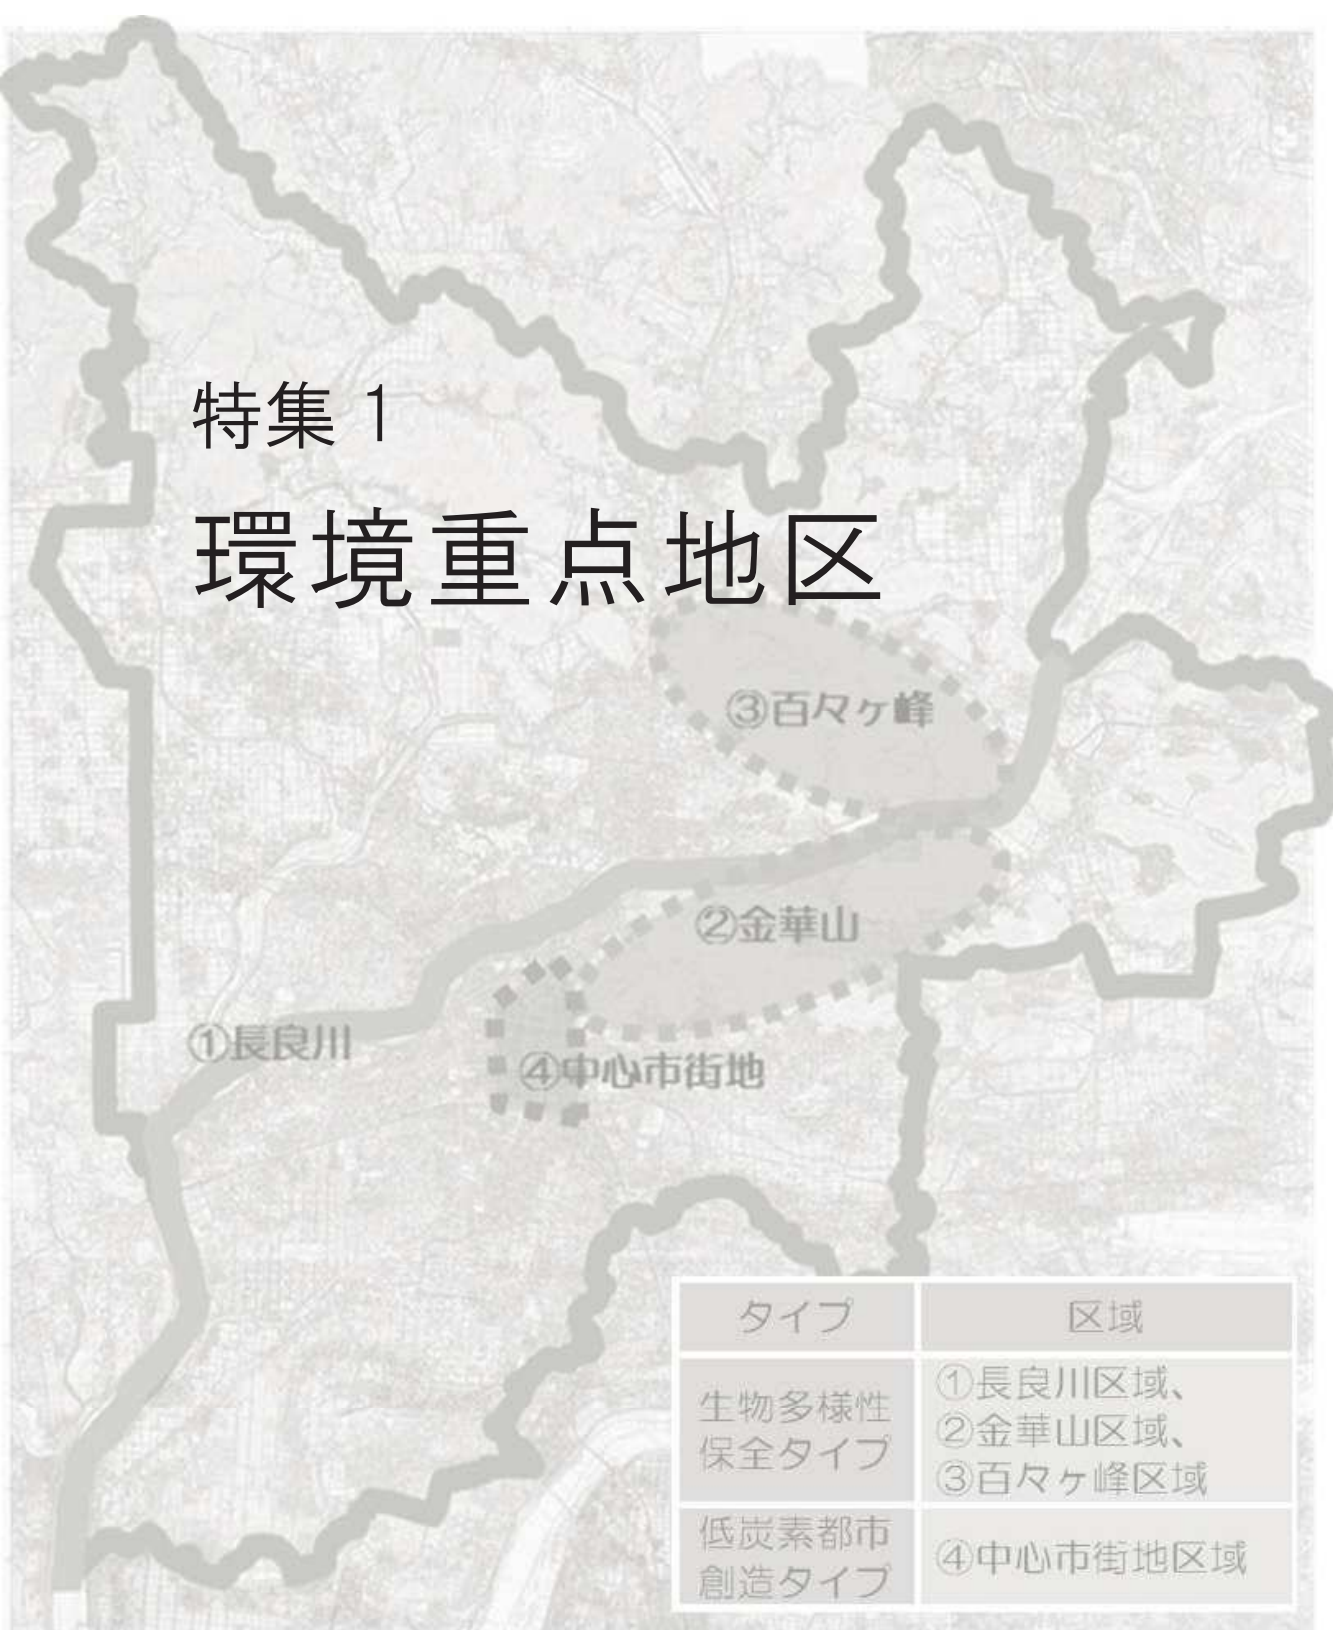 特集1
環境重点地区
③百々ヶ峰
②金華山
①長良川
④中心市街地
タイプ
区域
生物多様性
保全タイプ
①長良川区域、
②金華山区域、
③百々ヶ峰区域
低炭素都市
創造タイプ
④中心市街地区域